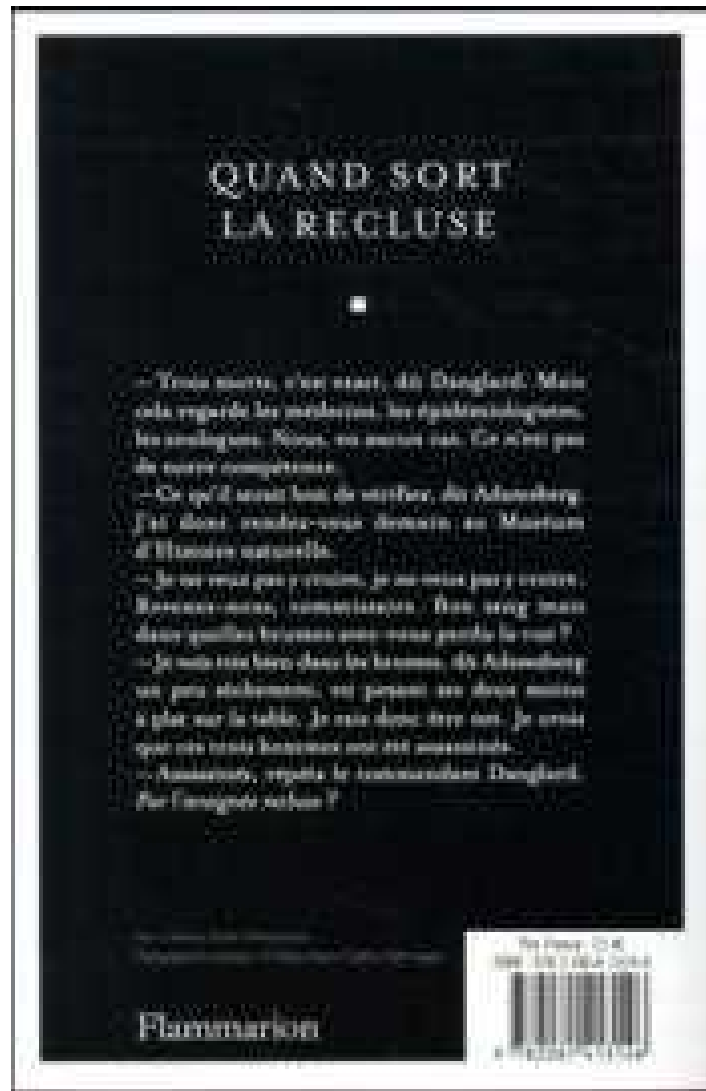 QUAND SORT
LA RECLUSE
– Trois morts, c'est exact, dit Danglard. Mais
cela regarde les médecins, les épidémiologistes,
les zoologues. Nous, en aucun cas. Ce n'est pas
de notre compétence.
– Ce qu'il serait bon de vérifier, dit Adamsberg.
J'ai donc rendez-vous demain au Muséum
d'Histoire naturelle.
– Je ne veux pas y croire, je ne veux pas y croire.
Revenez-nous, commissaire. Bon sang mais
dans quelles brumes avez-vous perdu la vue ?
– Je vois très bien dans les brumes, dit Adamsberg
un peu sèchement, en posant ses deux mains
à plat sur la table. Je vais donc être net. Je crois
que ces trois hommes ont été assassinés.
– Assassinés, répéta le commandant Danglard.
Par l'araignée recluse ?
Flammarion